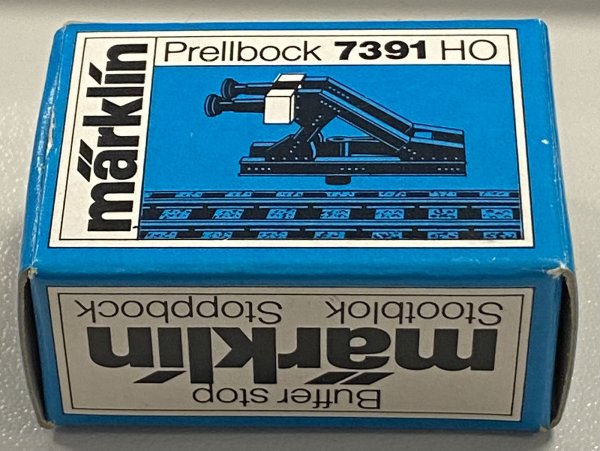 märklin
Prellbock 7391 HO
Buffer stop
märklin
Stootblok Stoppbock